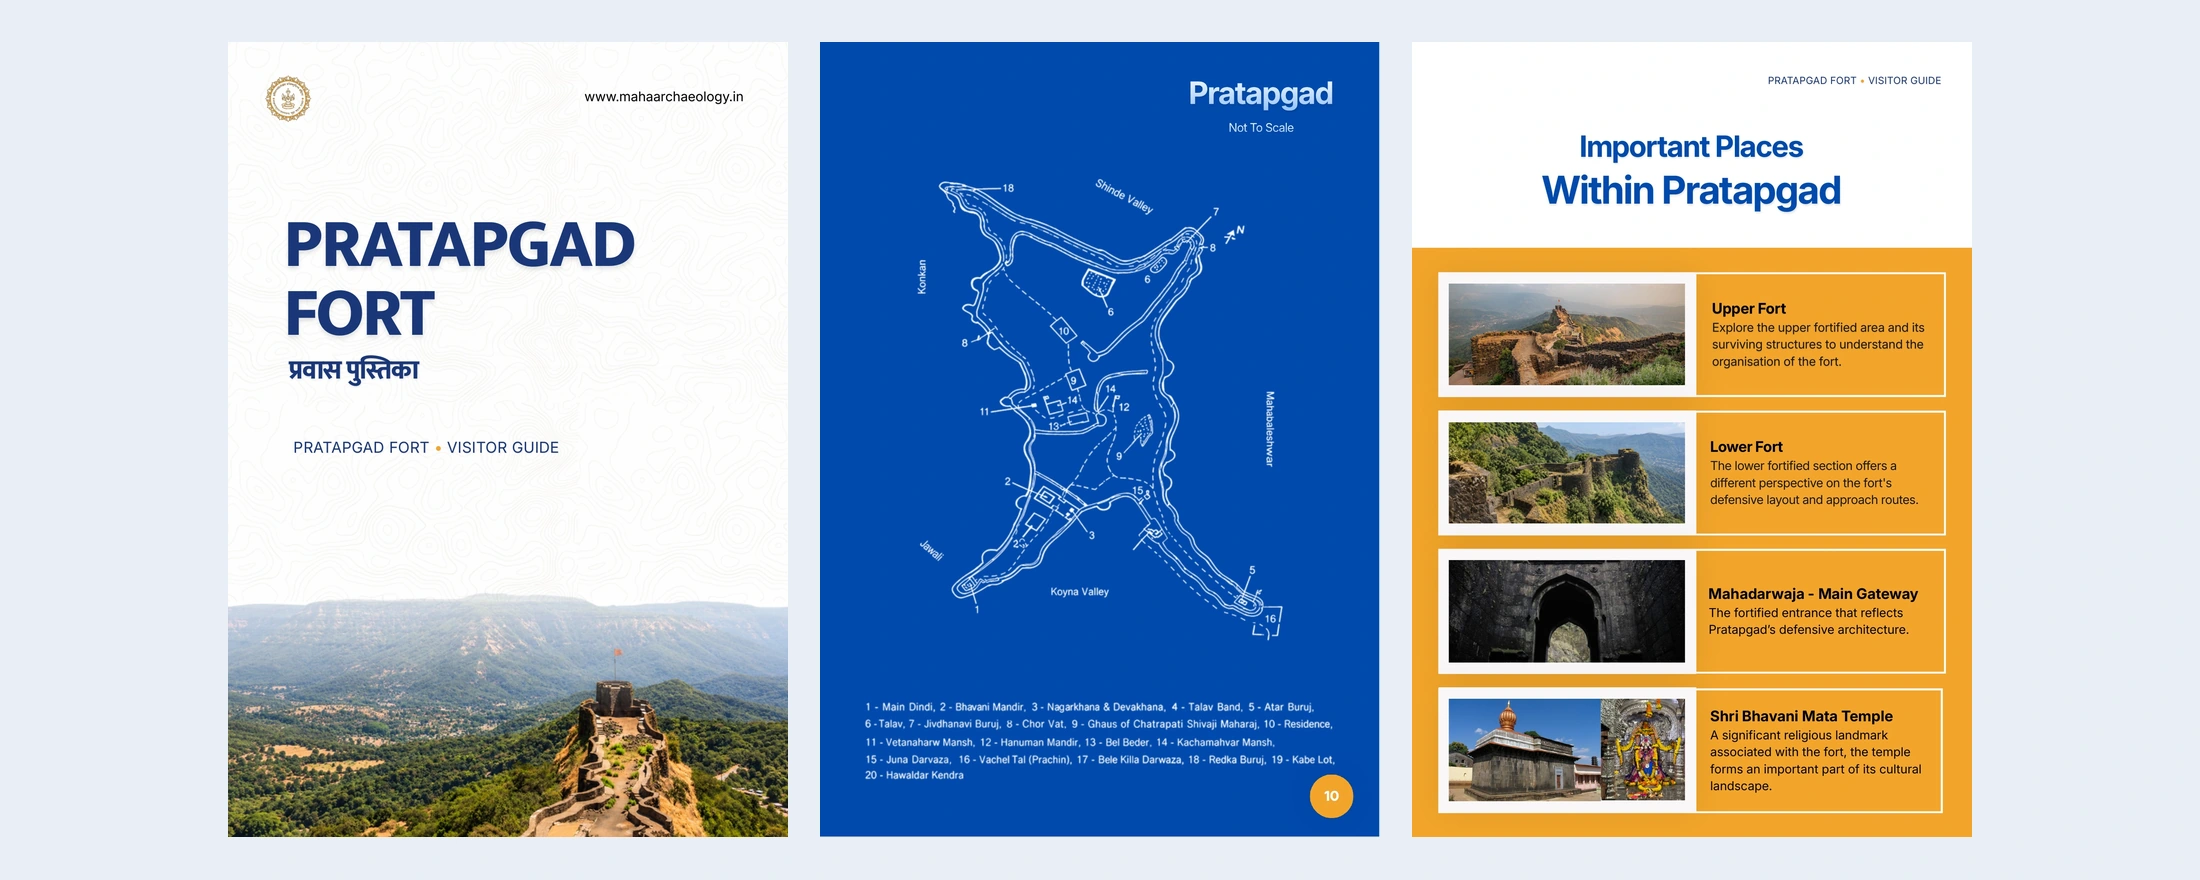 www.mahaarchaeology.in
PRATAPGAD
FORT
प्रवास पुस्तिका
PRATAPGAD FORT • VISITOR GUIDE
Pratapgad
Not To Scale
18
Shinde Valley
7
N
8
Konkan
6
6
10
8
9
14
14
11
12
13
Mahabaleshwar
9
2
15
3
2
Jawali
5
Koyna Valley
1
16
1 - Main Dindi, 2 - Bhavani Mandir, 3 - Nagarkhana & Devakhana, 4 - Talav Band, 5 - Atar Buruj,
6 -Talav, 7 - Jivdhanavi Buruj, 8 - Chor Vat, 9 - Ghaus of Chatrapati Shivaji Maharaj, 10 - Residence,
11 - Vetanaharw Mansh, 12 - Hanuman Mandir, 13 - Bel Beder, 14 - Kachamahvar Mansh,
15 - Juna Darvaza, 16 - Vachel Tal (Prachin), 17 - Bele Killa Darwaza, 18 - Redka Buruj, 19 - Kabe Lot,
20 - Hawaldar Kendra
10
PRATAPGAD FORT • VISITOR GUIDE
Important Places
Within Pratapgad
Upper Fort
Explore the upper fortified area and its
surviving structures to understand the
organisation of the fort.
Lower Fort
The lower fortified section offers a
different perspective on the fort's
defensive layout and approach routes.
Mahadarwaja - Main Gateway
The fortified entrance that reflects
Pratapgad’s defensive architecture.
Shri Bhavani Mata Temple
A significant religious landmark
associated with the fort, the temple
forms an important part of its cultural
landscape.